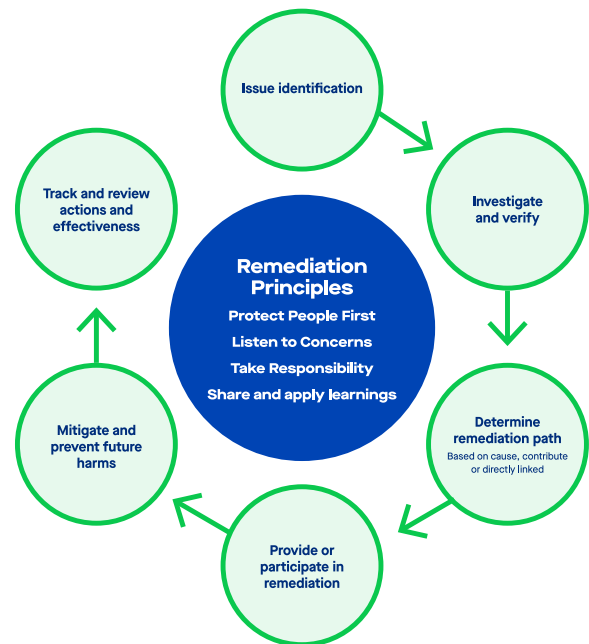 Issue identification
Investigate
and verify
Determine
remediation path
Based on cause, contribute
or directly linked
Provide or
participate in
remediation
Mitigate and
prevent future
harms
Track and review
actions and
effectiveness
Remediation
Principles
Protect People First
Listen to Concerns
Take Responsibility
Share and apply learnings